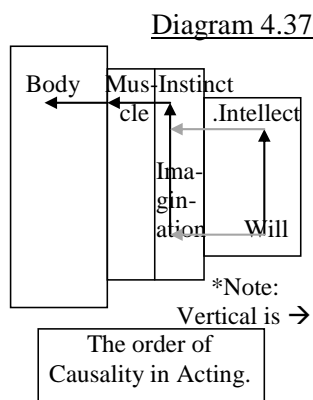 Diagram 4.37
Body Mus-Instinct
cle .Intellect
Ima-
gin-
ation Will
*Note:
Vertical is →
The order of
Causality in Acting.